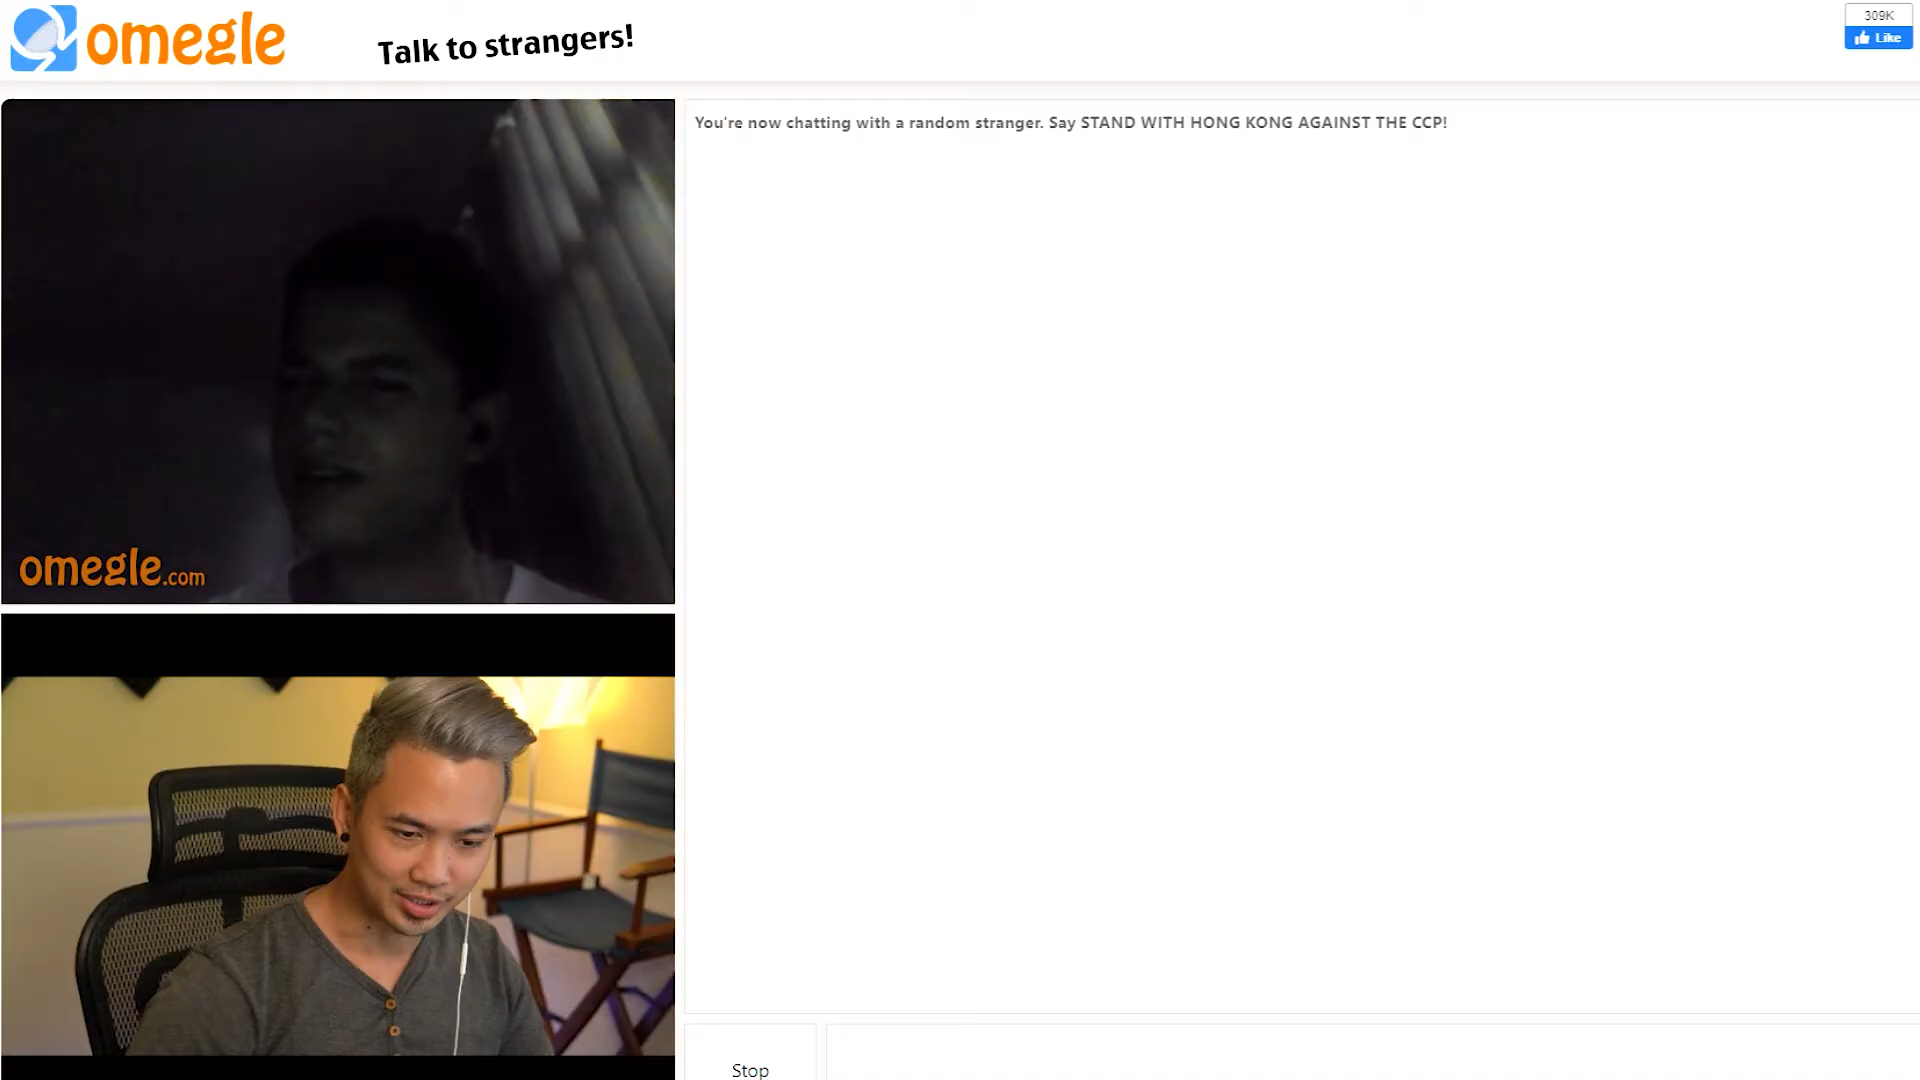 omegle
Talk to strangers!
309K
Like
You're now chatting with a random stranger. Say STAND WITH HONG KONG AGAINST THE CCP!
omegle.com
Stop